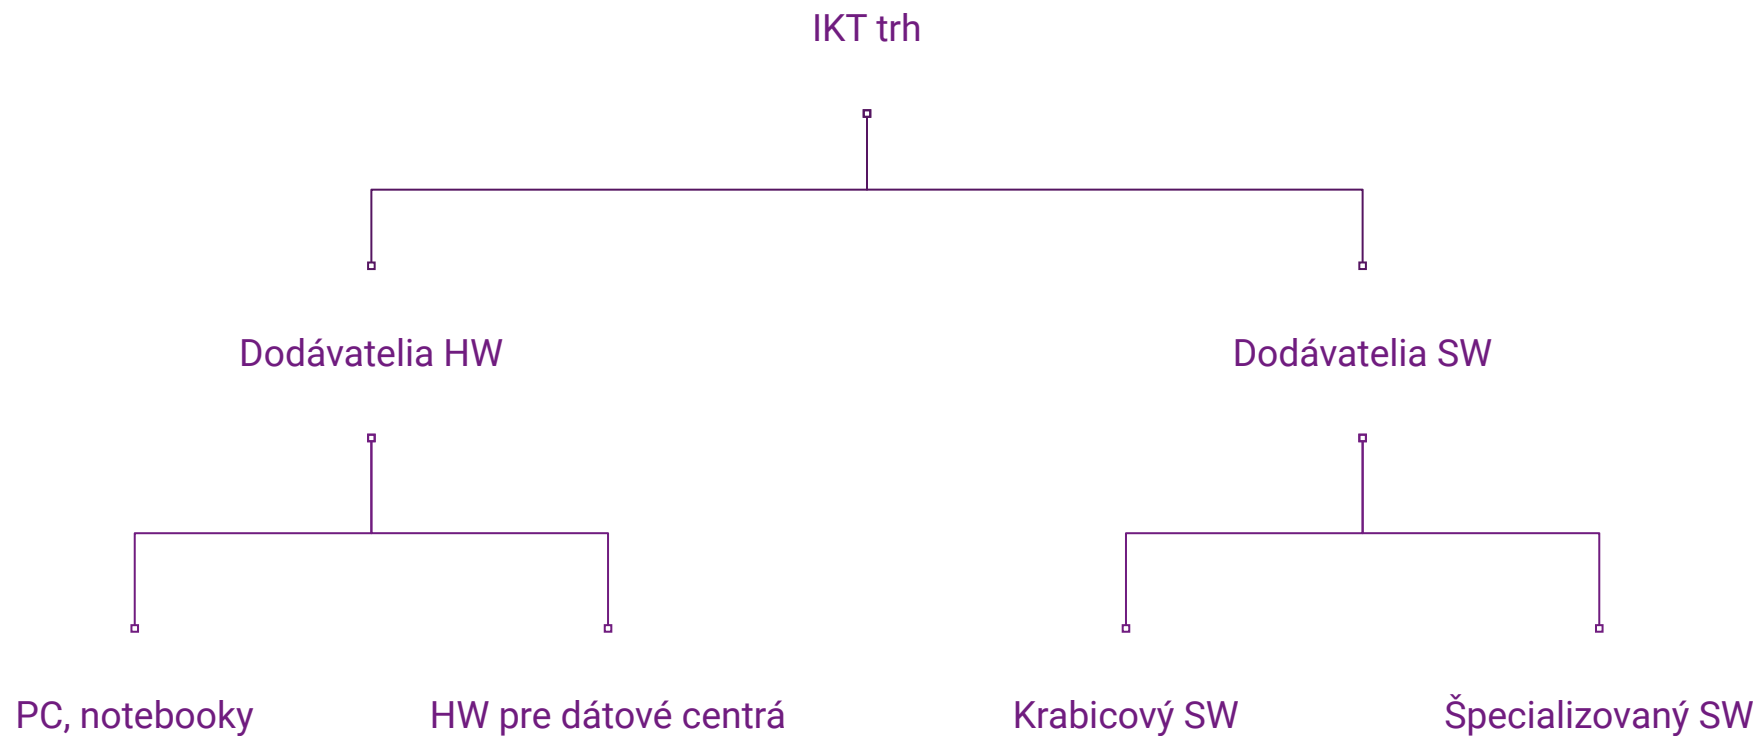 IKT trh
Dodávatelia HW
Dodávatelia SW
PC, notebooky
HW pre dátové centrá
Krabicový SW
Špecializovaný SW